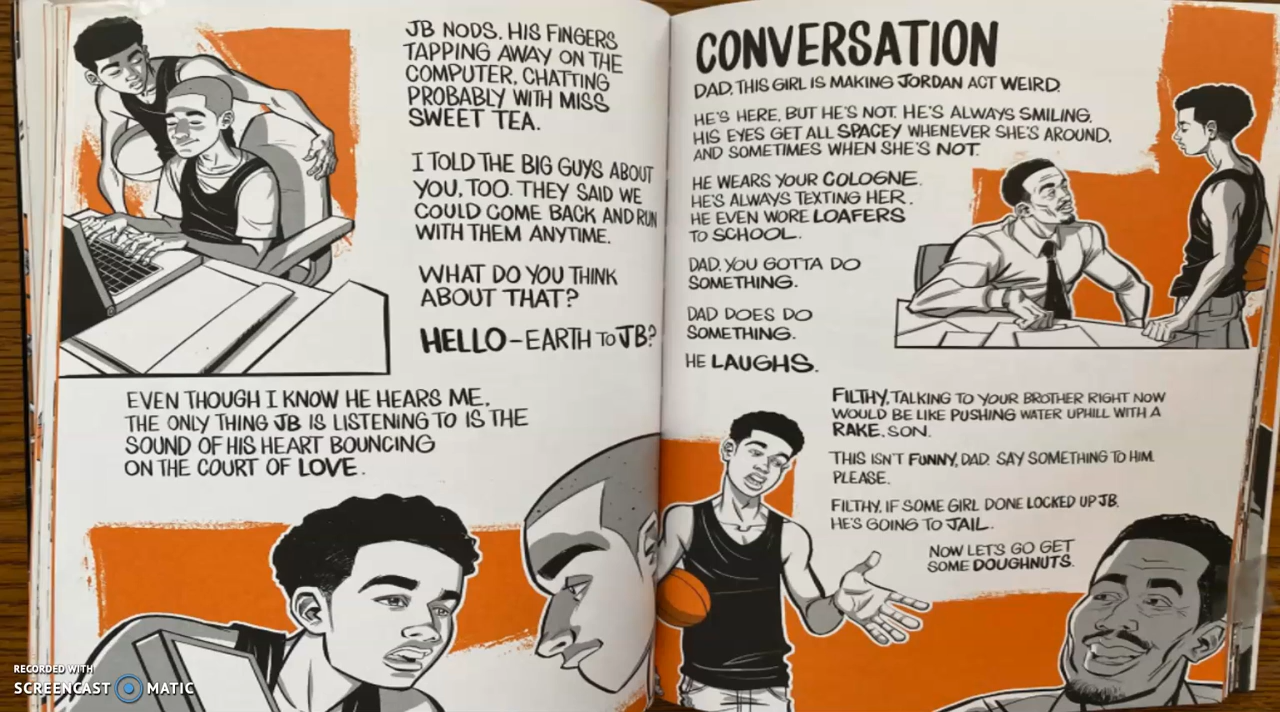 JB NODS. HIS FINGERS
TAPPING AWAY ON THE
COMPUTER. CHATTING
PROBABLY WITH MISS
SWEET TEA.
I TOLD THE BIG GUYS ABOUT
YOU, TOO. THEY SAID WE
COULD COME BACK AND RUN
WITH THEM ANYTIME.
WHAT DO YOU THINK
ABOUT THAT?
HELLO-EARTH TO JB?
EVEN THOUGH I KNOW HE HEARS ME,
THE ONLY THING JB IS LISTENING TO IS THE
SOUND OF HIS HEART BOUNCING
ON THE COURT OF LOVE.
CONVERSATION
DAD, THIS GIRL IS MAKING JORDAN ACT WEIRD.
HE'S HERE, BUT HE'S NOT. HE'S ALWAYS SMILING.
HIS EYES GET ALL SPACEY WHENEVER SHE'S AROUND,
AND SOMETIMES WHEN SHE'S NOT.
HE WEARS YOUR COLOGNE.
HE'S ALWAYS TEXTING HER.
HE EVEN WORE LOAFERS
TO SCHOOL.
DAD, YOU GOTTA DO
SOMETHING.
DAD DOES DO
SOMETHING.
HE LAUGHS.
FILTHY, TALKING TO YOUR BROTHER RIGHT NOW
WOULD BE LIKE PUSHING WATER UPHILL WITH A
RAKE, SON.
THIS ISN'T FUNNY, DAD. SAY SOMETHING TO HIM.
PLEASE.
FILTHY, IF SOME GIRL DONE LOCKED UP JB,
HE'S GOING TO JAIL.
NOW LET'S GO GET
SOME DOUGHNUTS.
RECORDED WITH
SCREENCAST MATIC